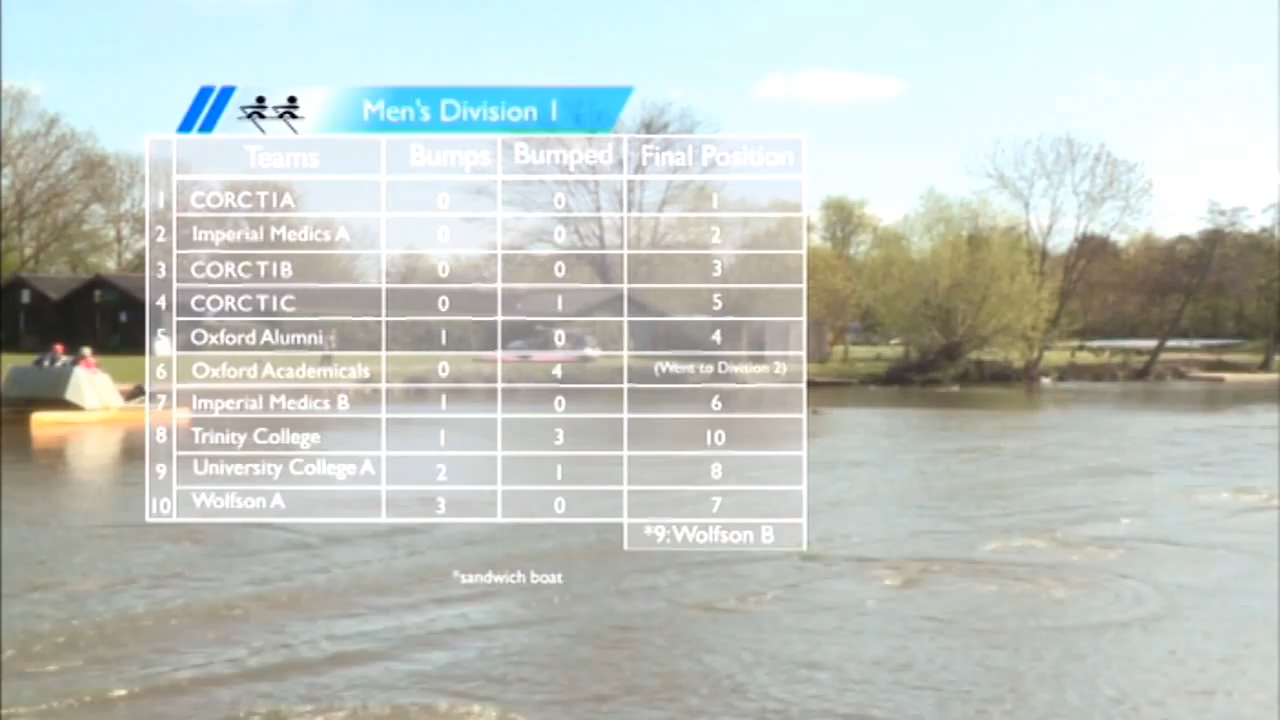 Men's Division 1
Teams Bumps Bumped Final Position
1 CORCT1A 0 0 1
2 Imperial Medics A 0 0 2
3 CORCT1B 0 0 3
4 CORCT1C 0 1 5
5 Oxford Alumni 1 0 4
6 Oxford Academicals 0 4 (Went to Division 2)
7 Imperial Medics B 1 0 6
8 Trinity College 1 3 10
9 University College A 2 1 8
10 Wolfson A 3 0 7
*9: Wolfson B
*sandwich boat